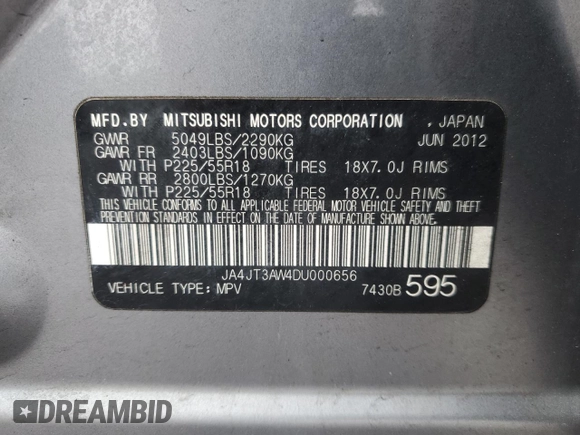 MFD.BY MITSUBISHI MOTORS CORPORATION , JAPAN
GVWR 5049LBS/2290KG JUN 2012
GAWR FR 2403LBS/1090KG
WITH P225/55R18 TIRES 18X7.0J RIMS
GAWR RR 2800LBS/1270KG
WITH P225/55R18 TIRES 18X7.0J RIMS
THIS VEHICLE CONFORMS TO ALL APPLICABLE FEDERAL MOTOR VEHICLE SAFETY AND THEFT
PREVENTION STANDARDS IN EFFECT ON THE DATE OF MANUFACTURE SHOWN ABOVE.
JA4JT3AW4DU000656
VEHICLE TYPE:MPV 7430B 595
DREAMBID